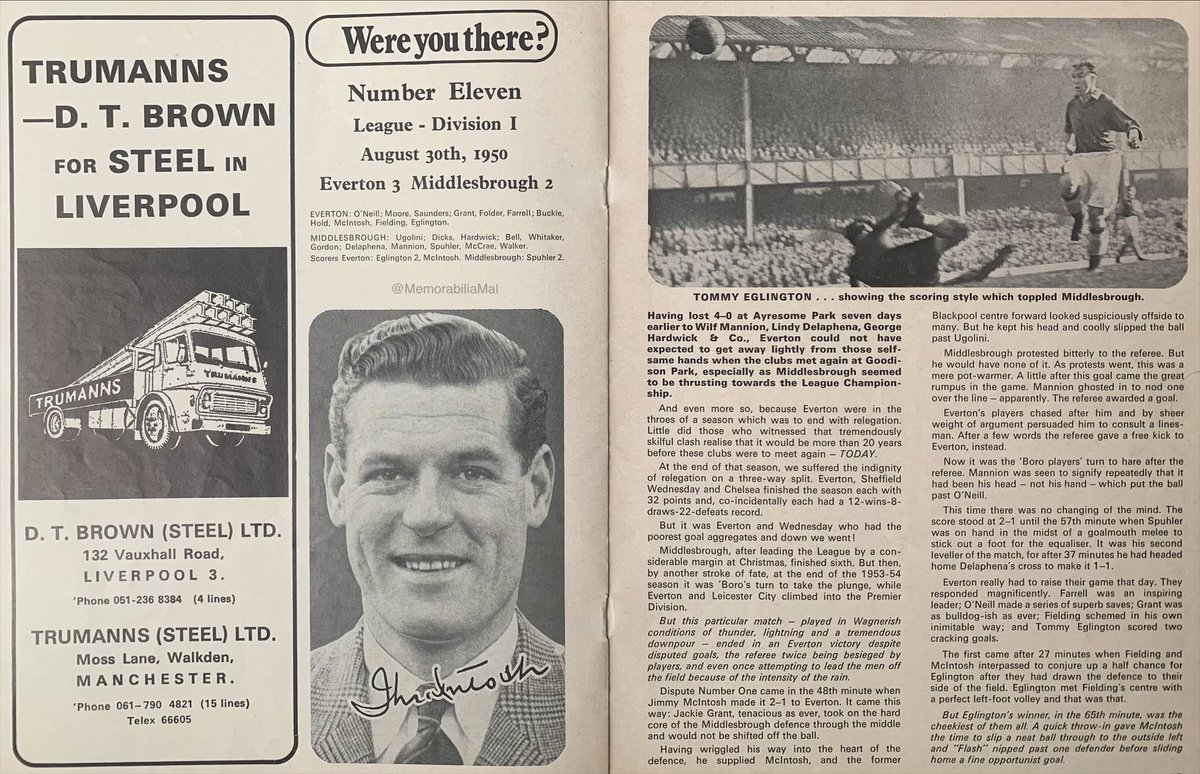 TRUMANNS
—D. T. BROWN
FOR STEEL IN
LIVERPOOL
TRUMANNS
TRUMANNS
D. T. BROWN (STEEL) LTD.
132 Vauxhall Road,
LIVERPOOL 3.
'Phone 051-236 8384 (4 lines)
TRUMANNS (STEEL) LTD.
Moss Lane, Walkden,
MANCHESTER.
'Phone 061-790 4821 (15 lines)
Telex 66605
Were you there?
Number Eleven
League - Division I
August 30th, 1950
Everton 3 Middlesbrough 2
EVERTON: O'Neil; Moore, Saunders; Grant, Folder, Farrell; Buckle,
Hold, McIntosh, Fielding, Eglington.
MIDDLESBROUGH: Ugolini; Dicks, Hardwick; Bell, Whitaker,
Gordon; Delaphena, Mannion, Spuhler, McCrae, Walker.
Scorers Everton: Eglington 2, McIntosh. Middlesbrough: Spuhler 2.
@MemorabiliaMal
JMcIntosh
TOMMY EGLINGTON . . . showing the scoring style which toppled Middlesbrough.
Having lost 4–0 at Ayresome Park seven days
earlier to Wilf Mannion, Lindy Delaphena, George
Hardwick & Co., Everton could not have
expected to get away lightly from those self-
same hands when the clubs met again at Goodi-
son Park, especially as Middlesbrough seemed
to be thrusting towards the League Champion-
ship.
And even more so, because Everton were in the
throes of a season which was to end with relegation.
Little did those who witnessed that tremendously
skilful clash realise that it would be more than 20 years
before these clubs were to meet again – TODAY.
At the end of that season, we suffered the indignity
of relegation on a three-way split. Everton, Sheffield
Wednesday and Chelsea finished the season each with
32 points and, co-incidentally each had a 12-wins-8-
draws-22-defeats record.
But it was Everton and Wednesday who had the
poorest goal aggregates and down we went!
Middlesbrough, after leading the League by a con-
siderable margin at Christmas, finished sixth. But then,
by another stroke of fate, at the end of the 1953-54
season it was 'Boro's turn to take the plunge, while
Everton and Leicester City climbed into the Premier
Division.
But this particular match – played in Wagnerish
conditions of thunder, lightning and a tremendous
downpour – ended in an Everton victory despite
disputed goals, the referee twice being besieged by
players, and even once attempting to lead the men off
the field because of the intensity of the rain.
Dispute Number One came in the 48th minute when
Jimmy McIntosh made it 2–1 to Everton. It came this
way: Jackie Grant, tenacious as ever, took on the hard
core of the Middlesbrough defence through the middle
and would not be shifted off the ball.
Having wriggled his way into the heart of the
defence, he supplied McIntosh, and the former
Blackpool centre forward looked suspiciously offside to
many. But he kept his head and coolly slipped the ball
past Ugolini.
Middlesbrough protested bitterly to the referee. But
he would have none of it. As protests went, this was a
mere pot-warmer. A little after this goal came the great
rumpus in the game. Mannion ghosted in to nod one
over the line – apparently. The referee awarded a goal.
Everton's players chased after him and by sheer
weight of argument persuaded him to consult a lines-
man. After a few words the referee gave a free kick to
Everton, instead.
Now it was the 'Boro players' turn to hare after the
referee. Mannion was seen to signify repeatedly that it
had been his head – not his hand – which put the ball
past O'Neill.
This time there was no changing of the mind. The
score stood at 2–1 until the 57th minute when Spuhler
was on hand in the midst of a goalmouth melee to
stick out a foot for the equaliser. It was his second
leveller of the match, for after 37 minutes he had headed
home Delaphena's cross to make it 1–1.
Everton really had to raise their game that day. They
responded magnificently. Farrell was an inspiring
leader; O'Neill made a series of superb saves; Grant was
as bulldog-ish as ever; Fielding schemed in his own
inimitable way; and Tommy Eglington scored two
cracking goals.
The first came after 27 minutes when Fielding and
McIntosh interpassed to conjure up a half chance for
Eglington after they had drawn the defence to their
side of the field. Eglington met Fielding's centre with
a perfect left-foot volley and that was that.
But Eglington's winner, in the 65th minute, was the
cheekiest of them all. A quick throw-in gave McIntosh
the time to slip a neat ball through to the outside left
and "Flash" nipped past one defender before sliding
home a fine opportunist goal.